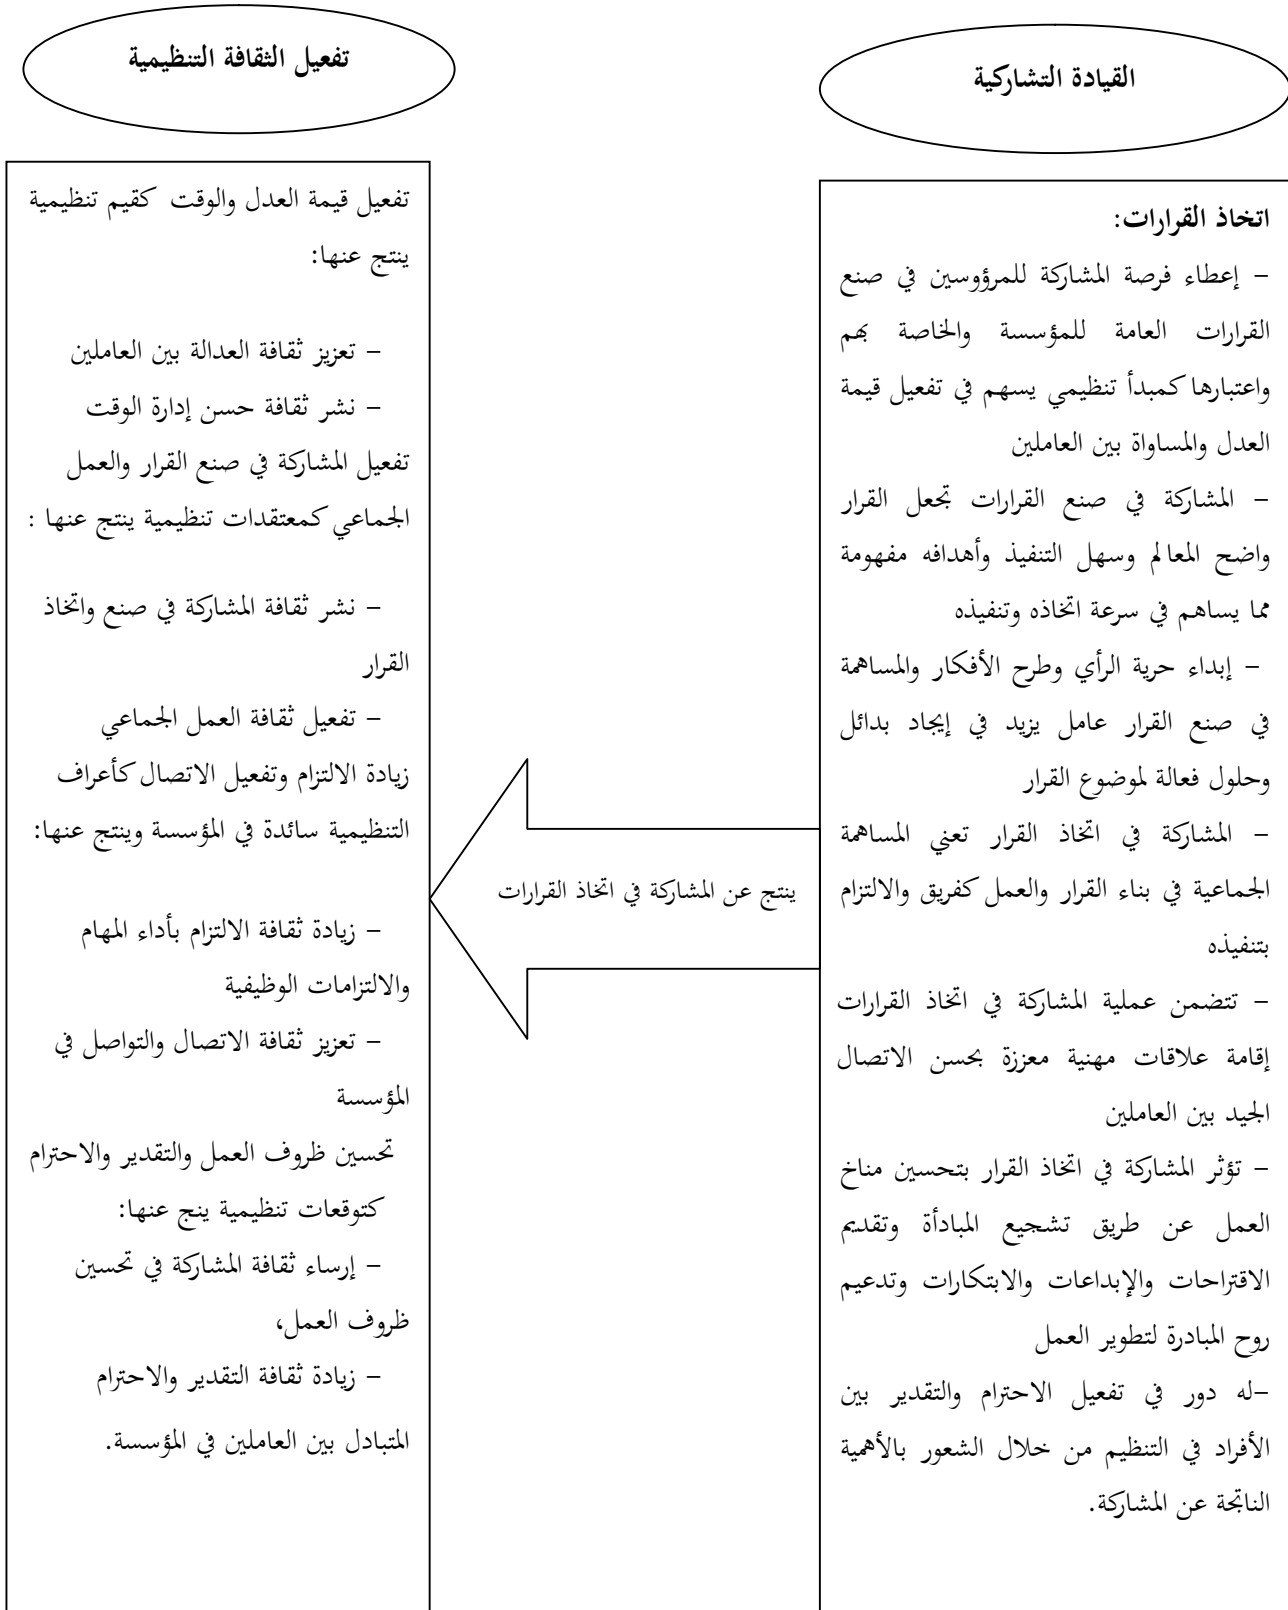 القيادة التشاركية
اتخاذ القرارات:
– إعطاء فرصة المشاركة للمرؤوسين في صنع
القرارات العامة للمؤسسة والخاصة بهم
واعتبارها كمبدأ تنظيمي يسهم في تفعيل قيمة
العدل والمساواة بين العاملين
– المشاركة في صنع القرارات تجعل القرار
واضح المعالم وسهل التنفيذ وأهدافه مفهومة
مما يساهم في سرعة اتخاذه وتنفيذه
– إبداء حرية الرأي وطرح الأفكار والمساهمة
في صنع القرار عامل يزيد في إيجاد بدائل
وحلول فعالة لموضوع القرار
– المشاركة في اتخاذ القرار تعني المساهمة
الجماعية في بناء القرار والعمل كفريق والالتزام
بتنفيذه
– تتضمن عملية المشاركة في اتخاذ القرارات
إقامة علاقات مهنية معززة بحسن الاتصال
الجيد بين العاملين
– تؤثر المشاركة في اتخاذ القرار بتحسين مناخ
العمل عن طريق تشجيع المبادأة وتقديم
الاقتراحات والإبداعات والابتكارات وتدعيم
روح المبادرة لتطوير العمل
–له دور في تفعيل الاحترام والتقدير بين
الأفراد في التنظيم من خلال الشعور بالأهمية
الناتجة عن المشاركة.
ينتج عن المشاركة في اتخاذ القرارات
تفعيل الثقافة التنظيمية
تفعيل قيمة العدل والوقت كقيم تنظيمية
ينتج عنها:
– تعزيز ثقافة العدالة بين العاملين
– نشر ثقافة حسن إدارة الوقت
تفعيل المشاركة في صنع القرار والعمل
الجماعي كمعتقدات تنظيمية ينتج عنها :
– نشر ثقافة المشاركة في صنع واتخاذ
القرار
– تفعيل ثقافة العمل الجماعي
زيادة الالتزام وتفعيل الاتصال كأعراف
التنظيمية سائدة في المؤسسة وينتج عنها:
– زيادة ثقافة الالتزام بأداء المهام
والالتزامات الوظيفية
– تعزيز ثقافة الاتصال والتواصل في
المؤسسة
تحسين ظروف العمل والتقدير والاحترام
كتوقعات تنظيمية ينج عنها:
– إرساء ثقافة المشاركة في تحسين
ظروف العمل،
– زيادة ثقافة التقدير والاحترام
المتبادل بين العاملين في المؤسسة.